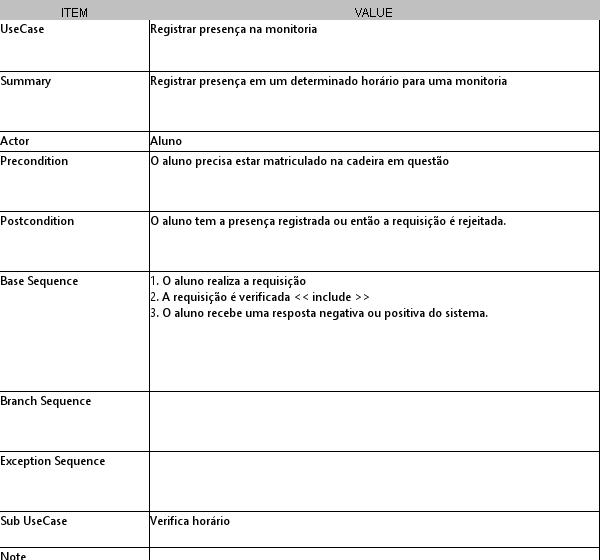 ITEM VALUE
UseCase Registrar presença na monitoria
Summary Registrar presença em um determinado horário para uma monitoria
Actor Aluno
Precondition O aluno precisa estar matriculado na cadeira em questão
Postcondition O aluno tem a presença registrada ou então a requisição é rejeitada.
Base Sequence 1. O aluno realiza a requisição
2. A requisição é verificada << include >>
3. O aluno recebe uma resposta negativa ou positiva do sistema.
Branch Sequence
Exception Sequence
Sub UseCase Verifica horário
Note